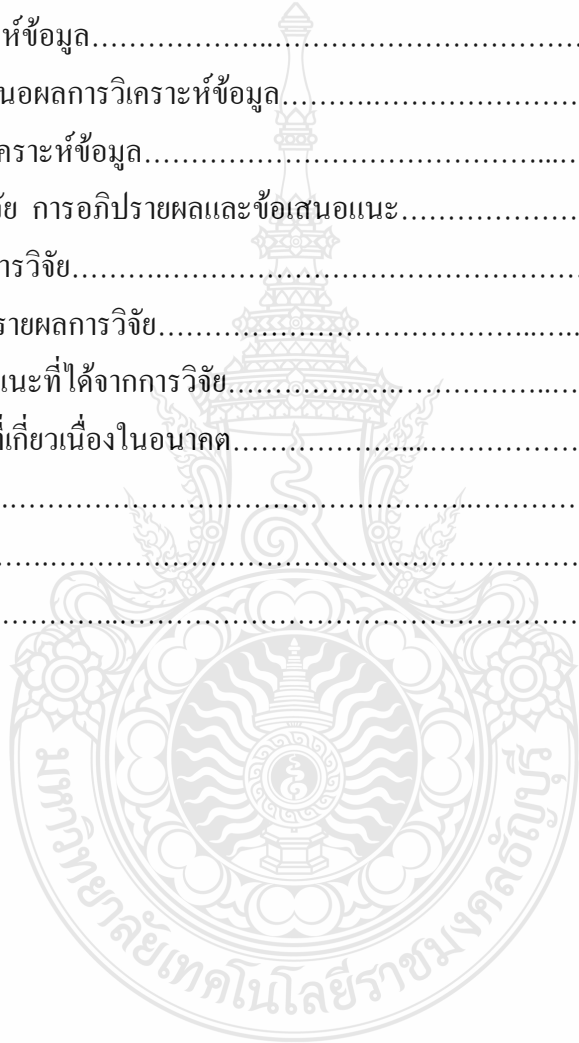 ห์ข้อมูล……………………………………………………
นอผลการวิเคราะห์ข้อมูล……………………………
คราะห์ข้อมูล……………………………………………
จัย การอภิปรายผลและข้อเสนอแนะ………………
ารวิจัย……………………………………………………
รายผลการวิจัย…………………………………………
แนะที่ได้จากการวิจัย…………………………………
ที่เกี่ยวเนื่องในอนาคต…………………………………
……………………………………………………………
……………………………………………………………
……………………………………………………………
มหาวิทยาลัยเทคโนโลยีราชมงคลธัญบุรี